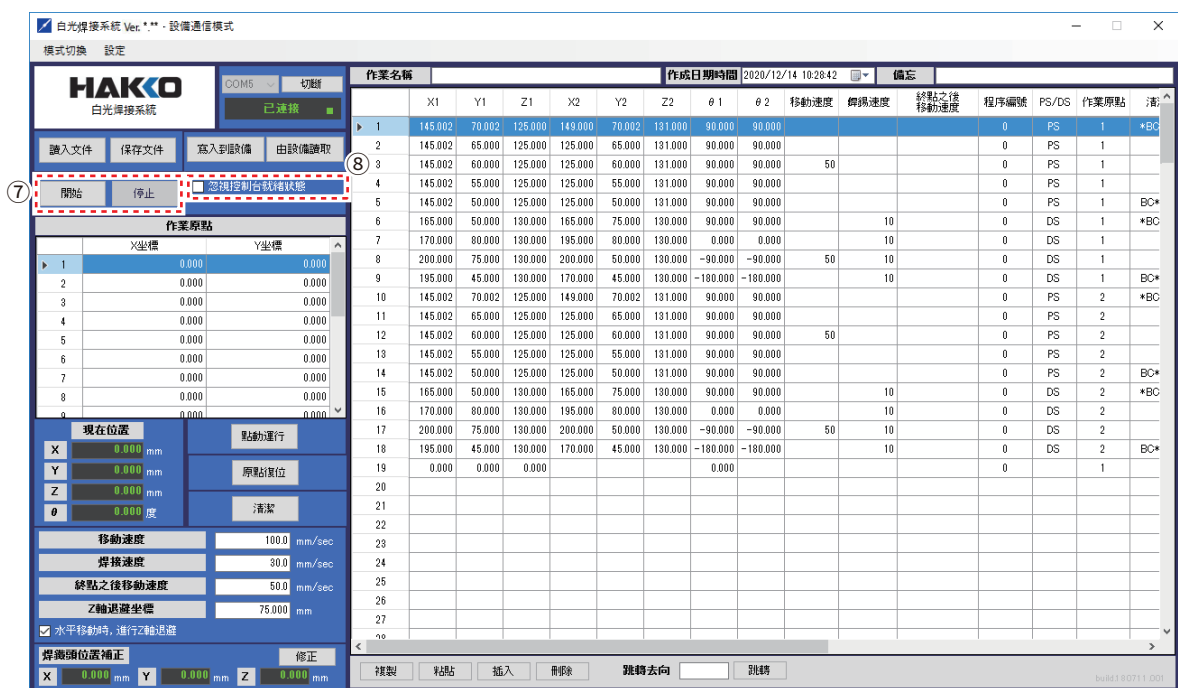 白光焊接系統 Ver. *.** - 設備通信模式
模式切換 設定
HAKKO
白光焊接系統
COM5 切斷
已連接
作業名稱 作成日期時間 2020/12/14 10:28:42 備忘
讀入文件 保存文件 寫入到設備 由設備讀取
⑦ 開始 停止 忽視控制台就緒狀態 ⑧
作業原點
X坐標 Y坐標
1 0.000 0.000
2 0.000 0.000
3 0.000 0.000
4 0.000 0.000
5 0.000 0.000
6 0.000 0.000
7 0.000 0.000
8 0.000 0.000
9 0.000 0.000
現在位置
X 0.000 mm
Y 0.000 mm
Z 0.000 mm
θ 0.000 度
點動運行
原點復位
清潔
移動速度 100.0 mm/sec
焊接速度 30.0 mm/sec
終點之後移動速度 50.0 mm/sec
Z軸退避坐標 75.000 mm
水平移動時, 進行Z軸退避
焊鐵頭位置補正 修正
X 0.000 mm Y 0.000 mm Z 0.000 mm
X1 Y1 Z1 X2 Y2 Z2 θ1 θ2 移動速度 焊錫速度 終點之後移動速度 程序編號 PS/DS 作業原點
1 145.002 70.002 125.000 149.000 70.002 131.000 90.000 90.000 0 PS 1 *BC
2 145.002 65.000 125.000 125.000 65.000 131.000 90.000 90.000 0 PS 1
3 145.002 60.000 125.000 125.000 60.000 131.000 90.000 90.000 50 0 PS 1
4 145.002 55.000 125.000 125.000 55.000 131.000 90.000 90.000 0 PS 1
5 145.002 50.000 125.000 125.000 50.000 131.000 90.000 90.000 0 PS 1 BC*
6 165.000 50.000 130.000 165.000 75.000 130.000 90.000 90.000 10 0 DS 1 *BC
7 170.000 80.000 130.000 195.000 80.000 130.000 0.000 0.000 10 0 DS 1
8 200.000 75.000 130.000 200.000 50.000 130.000 -90.000 -90.000 50 10 0 DS 1
9 195.000 45.000 130.000 170.000 45.000 130.000 -180.000 -180.000 10 0 DS 1 BC*
10 145.002 70.002 125.000 149.000 70.002 131.000 90.000 90.000 0 PS 2 *BC
11 145.002 65.000 125.000 125.000 65.000 131.000 90.000 90.000 0 PS 2
12 145.002 60.000 125.000 125.000 60.000 131.000 90.000 90.000 50 0 PS 2
13 145.002 55.000 125.000 125.000 55.000 131.000 90.000 90.000 0 PS 2
14 145.002 50.000 125.000 125.000 50.000 131.000 90.000 90.000 0 PS 2 BC*
15 165.000 50.000 130.000 165.000 75.000 130.000 90.000 90.000 10 0 DS 2 *BC
16 170.000 80.000 130.000 195.000 80.000 130.000 0.000 0.000 10 0 DS 2
17 200.000 75.000 130.000 200.000 50.000 130.000 -90.000 -90.000 50 10 0 DS 2
18 195.000 45.000 130.000 170.000 45.000 130.000 -180.000 -180.000 10 0 DS 2 BC*
19 0.000 0.000 0.000 0.000 0 1
20
21
22
23
24
25
26
27
28
複製 粘貼 插入 刪除 跳轉去向 跳轉
build:180711.001